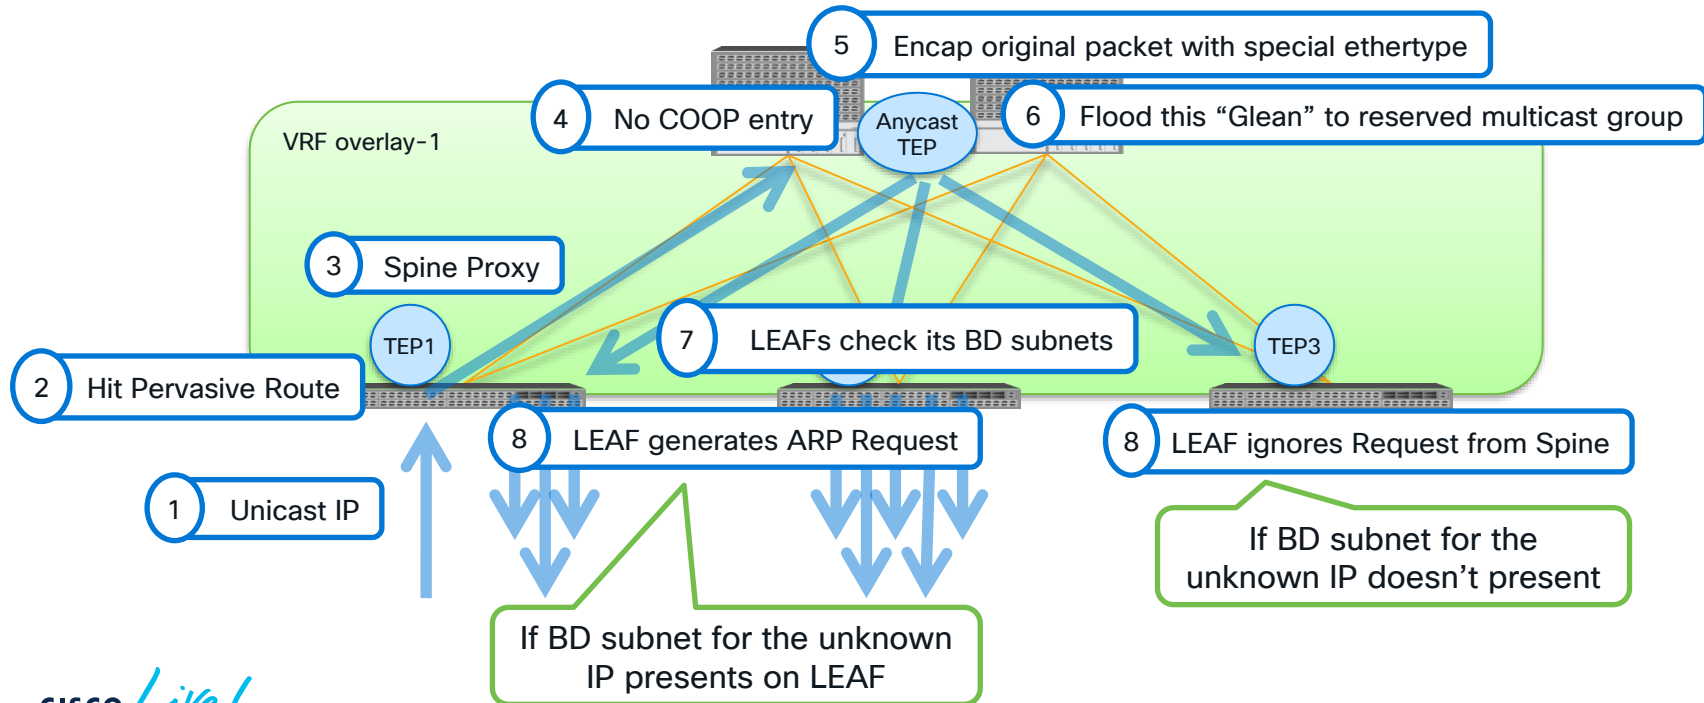 5 Encap original packet with special ethertype
4 No COOP entry
Anycast
TEP
6 Flood this “Glean” to reserved multicast group
VRF overlay-1
3 Spine Proxy
TEP1
7 LEAFs check its BD subnets
TEP3
2 Hit Pervasive Route
8 LEAF generates ARP Request
8 LEAF ignores Request from Spine
1 Unicast IP
If BD subnet for the
unknown IP doesn’t present
If BD subnet for the unknown
IP presents on LEAF
cisco Live!